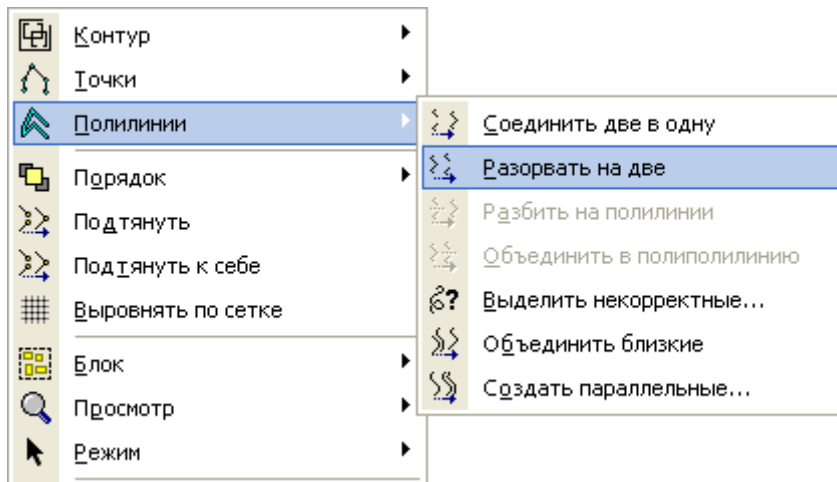 Контур
Точки
Полилинии
Порядок
Подтянуть
Подтянуть к себе
Выровнять по сетке
Блок
Просмотр
Режим
Соединить две в одну
Разорвать на две
Разбить на полилинии
Объединить в полиполилинию
Выделить некорректные...
Объединить близкие
Создать параллельные...